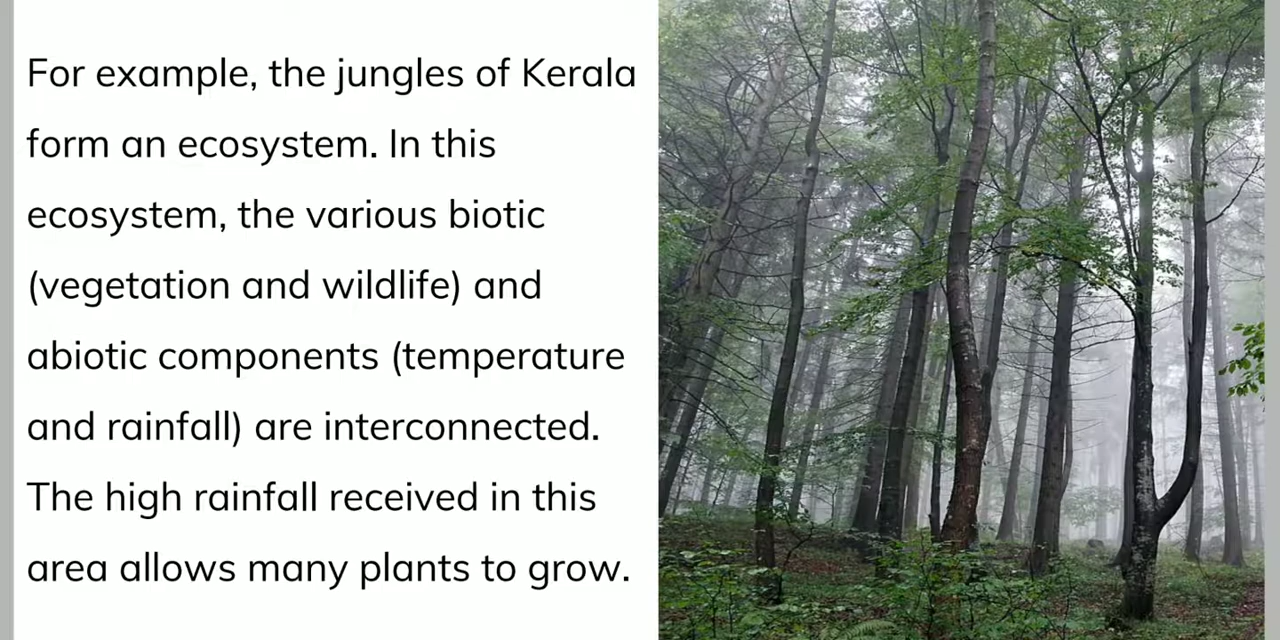 For example, the jungles of Kerala
form an ecosystem. In this
ecosystem, the various biotic
(vegetation and wildlife) and
abiotic components (temperature
and rainfall) are interconnected.
The high rainfall received in this
area allows many plants to grow.